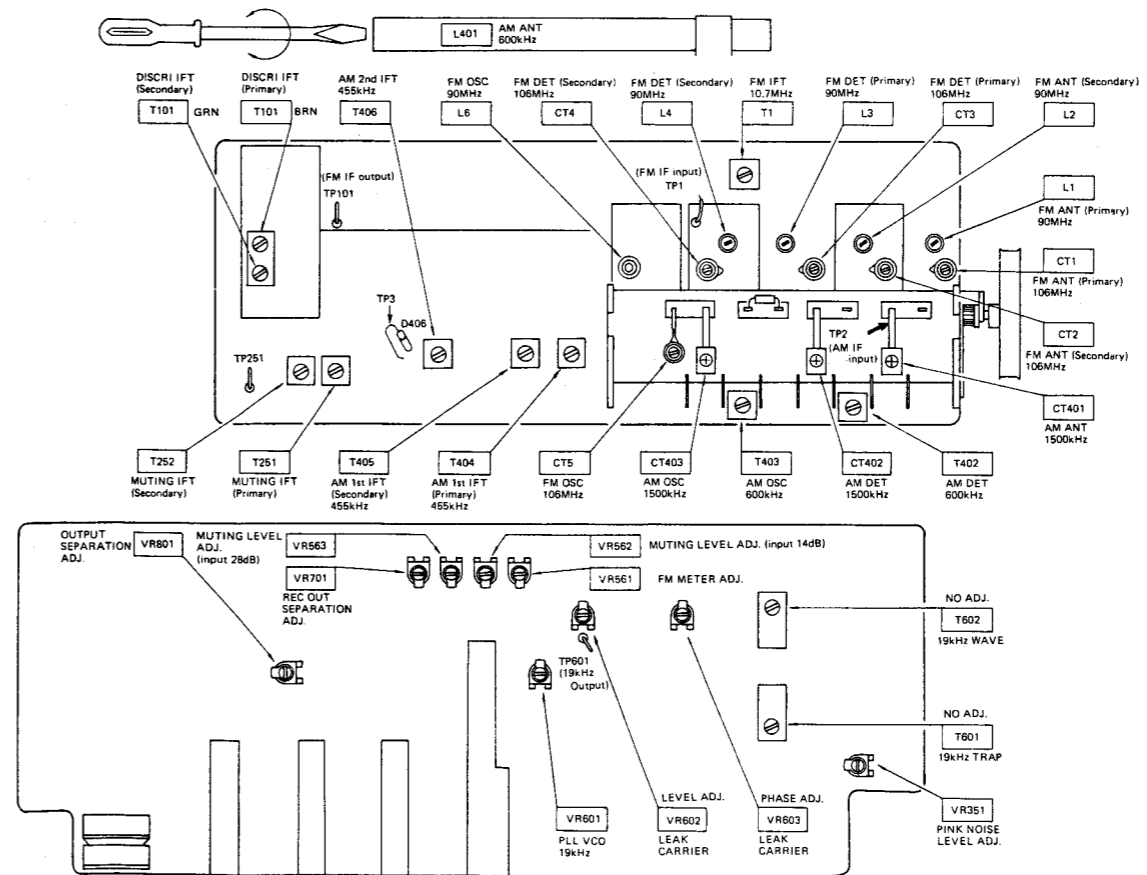 L401
AM ANT
600kHz
DISCRI IFT
(Secondary)
T101
GRN
DISCRI IFT
(Primary)
T101
BRN
AM 2nd IFT
455kHz
T406
FM OSC
90MHz
L6
FM DET (Secondary)
106MHz
CT4
FM DET (Secondary)
90MHz
L4
FM IFT
10.7MHz
T1
FM DET (Primary)
90MHz
L3
FM DET (Primary)
106MHz
CT3
FM ANT (Secondary)
90MHz
L2
(FM IF output)
TP101
(FM IF input)
TP1
L1
FM ANT (Primary)
90MHz
CT1
FM ANT (Primary)
106MHz
CT2
FM ANT (Secondary)
106MHz
CT401
AM ANT
1500kHz
TP3
D406
TP251
TP2
(AM IF
input)
T252
MUTING IFT
(Secondary)
T251
MUTING IFT
(Primary)
T405
AM 1st IFT
(Secondary)
455kHz
T404
AM 1st IFT
(Primary)
455kHz
CT5
FM OSC
106MHz
CT403
AM OSC
1500kHz
T403
AM OSC
600kHz
CT402
AM DET
1500kHz
T402
AM DET
600kHz
OUTPUT
SEPARATION
ADJ.
VR801
MUTING LEVEL
ADJ.
(input 28dB)
VR563
VR701
REC OUT
SEPARATION
ADJ.
VR562
MUTING LEVEL ADJ. (input 14dB)
VR561
FM METER ADJ.
NO ADJ.
T602
19kHz WAVE
TP601
(19kHz
Output)
NO ADJ.
T601
19kHz TRAP
VR601
PLL VCO
19kHz
LEVEL ADJ.
VR602
LEAK
CARRIER
PHASE ADJ.
VR603
LEAK
CARRIER
VR351
PINK NOISE
LEVEL ADJ.